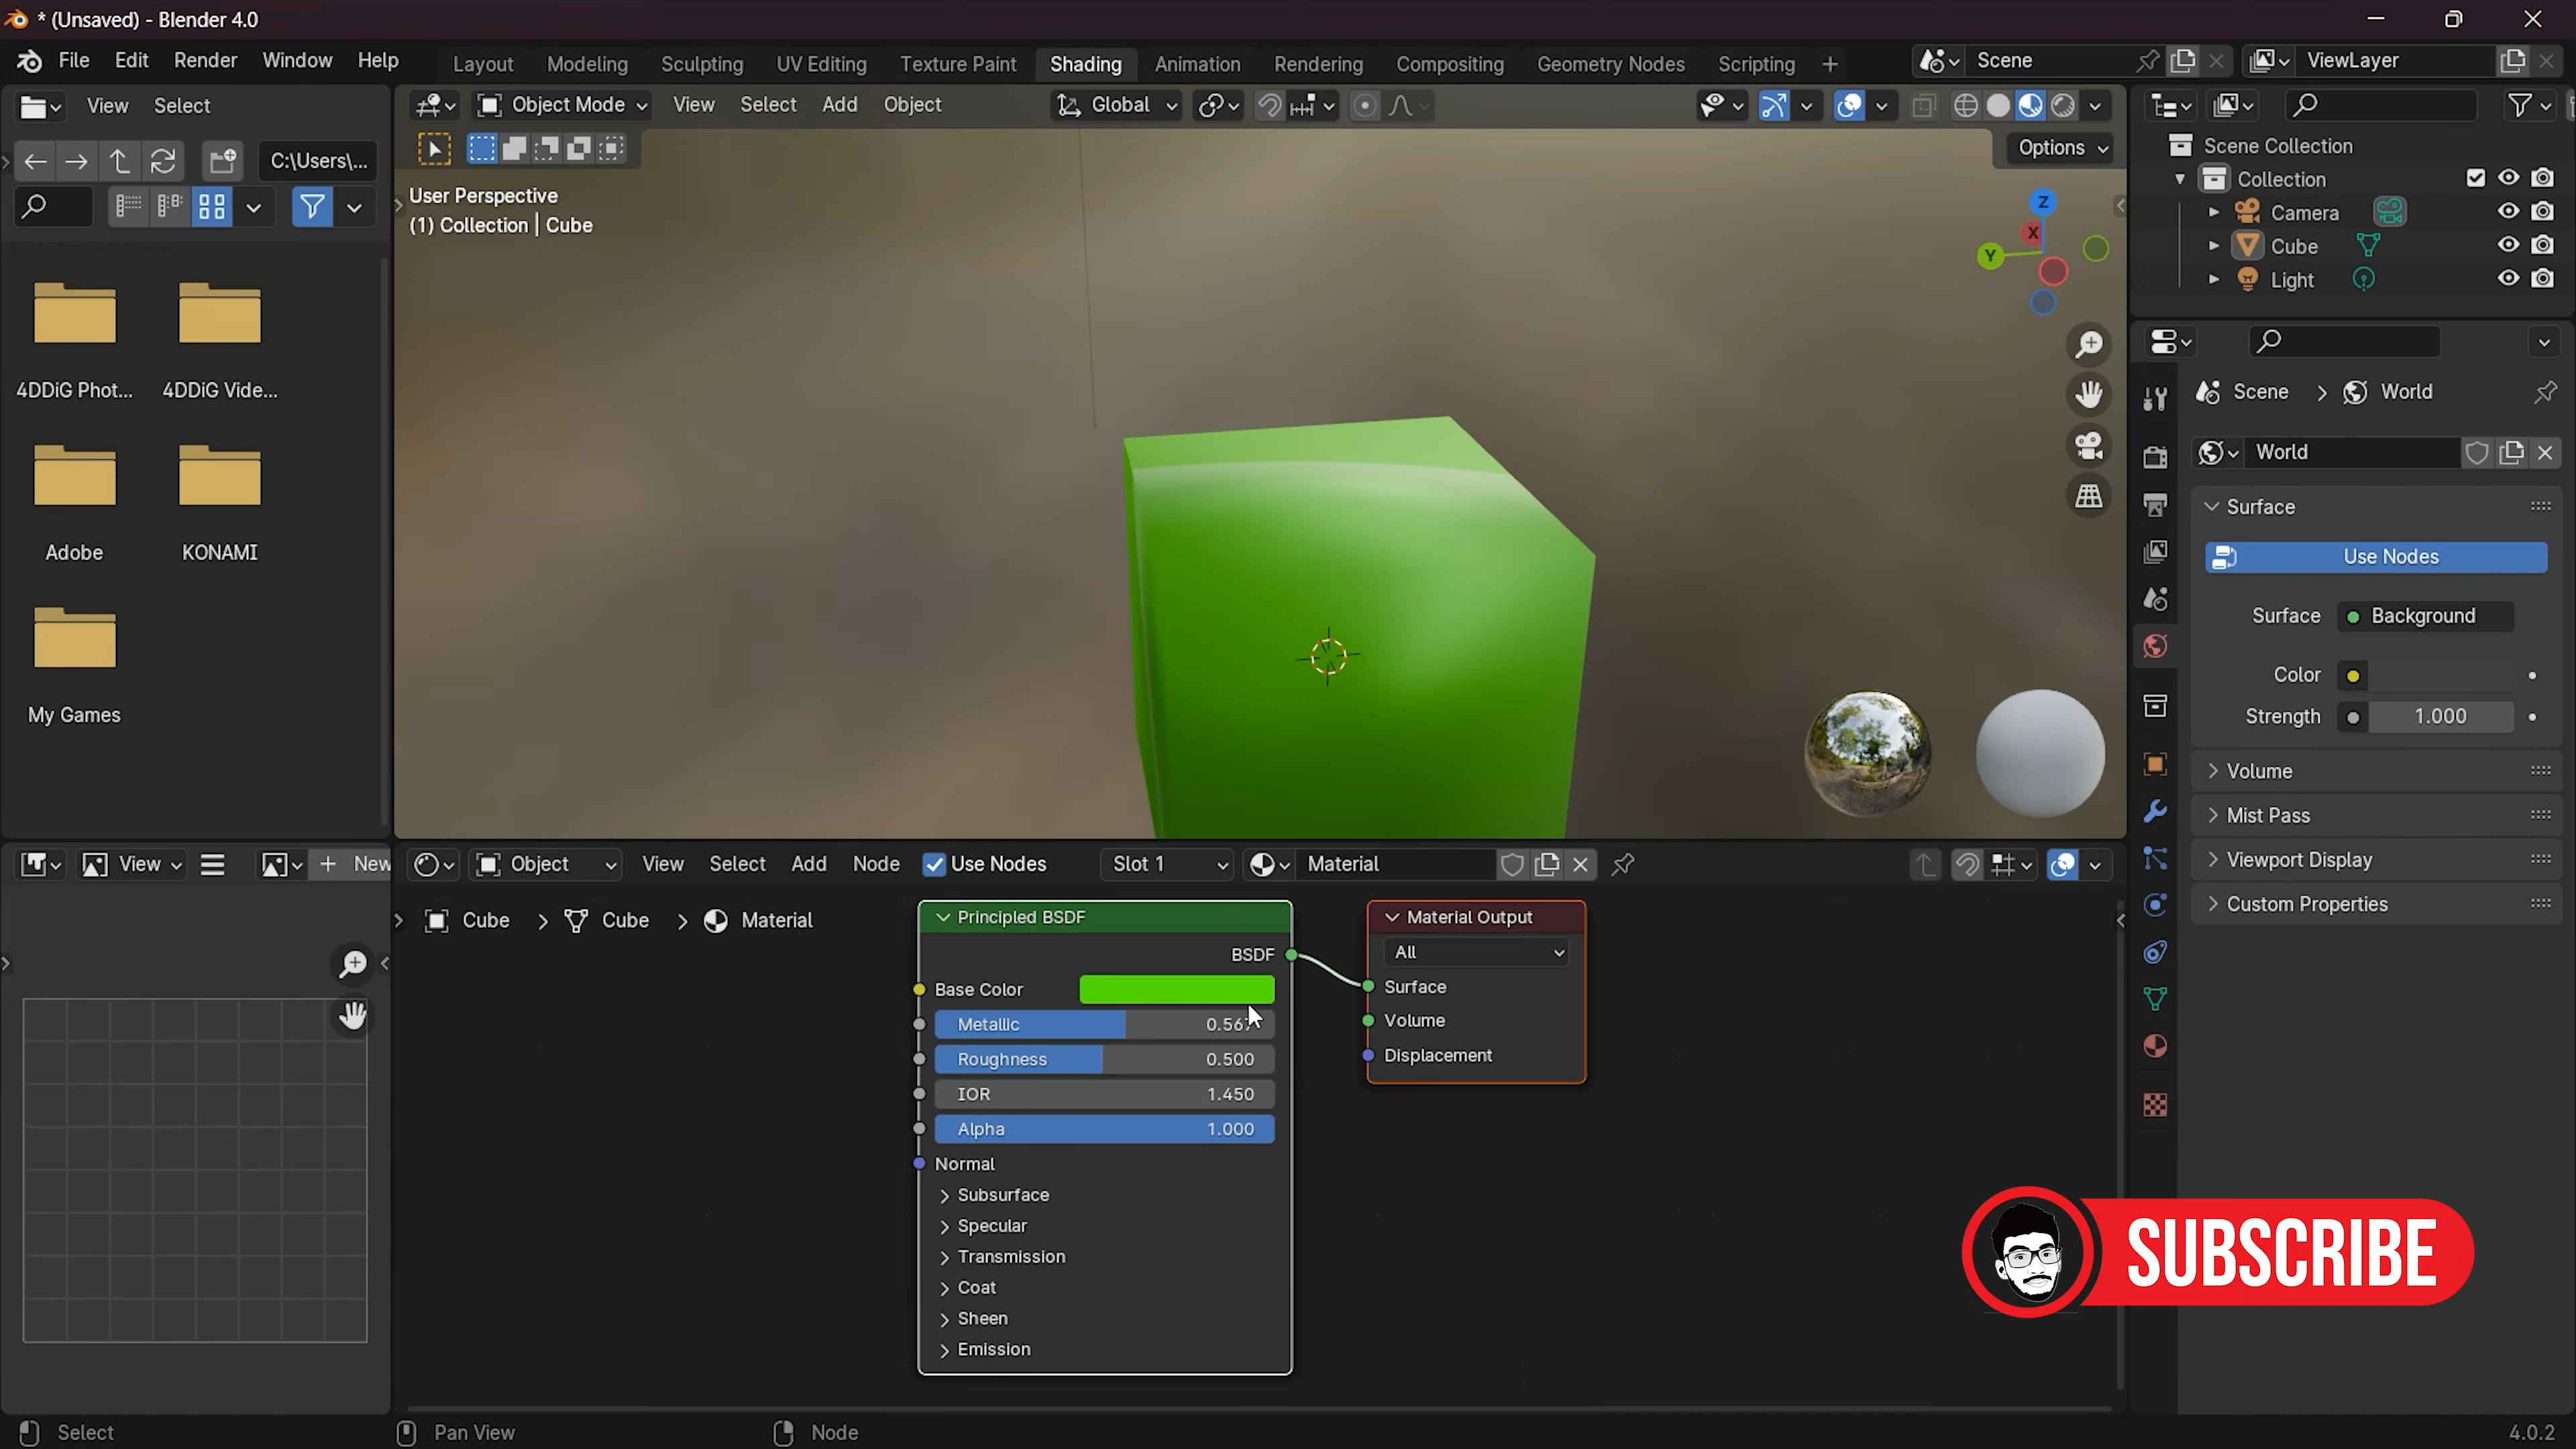 * (Unsaved) - Blender 4.0
File Edit Render Window Help
Layout Modeling Sculpting UV Editing Texture Paint Shading Animation Rendering Compositing Geometry Nodes Scripting +
Scene ViewLayer
View Select
Object Mode View Select Add Object Global
C:\Users\...
Options
User Perspective
(1) Collection | Cube
Z
X
Y
Scene Collection
Collection
Camera
Cube
Light
4DDiG Phot... 4DDiG Vide...
Adobe KONAMI
My Games
Scene > World
World
Surface
Use Nodes
Surface Background
Color
Strength 1.000
Volume
Mist Pass
Viewport Display
Custom Properties
View + New
Object View Select Add Node Use Nodes Slot 1 Material
Cube > Cube > Material
Principled BSDF
BSDF
Base Color
Metallic
Roughness 0.500
IOR 1.450
Alpha 1.000
Normal
Subsurface
Specular
Transmission
Coat
Sheen
Emission
Material Output
All
Surface
Volume
Displacement
SUBSCRIBE
Select Pan View Node 4.0.2